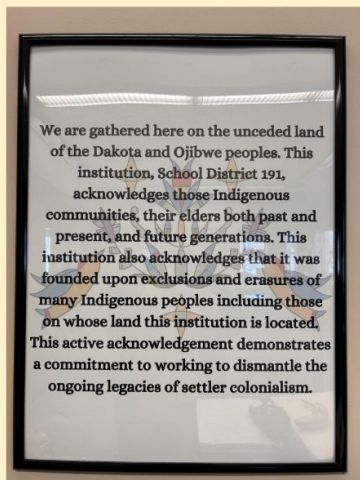 We are gathered here on the unceded land
of the Dakota and Ojibwe peoples. This
institution, School District 191,
acknowledges those Indigenous
communities, their elders both past and
present, and future generations. This
institution also acknowledges that it was
founded upon exclusions and erasures of
many Indigenous peoples including those
on whose land this institution is located.
This active acknowledgement demonstrates
a commitment to working to dismantle the
ongoing legacies of settler colonialism.